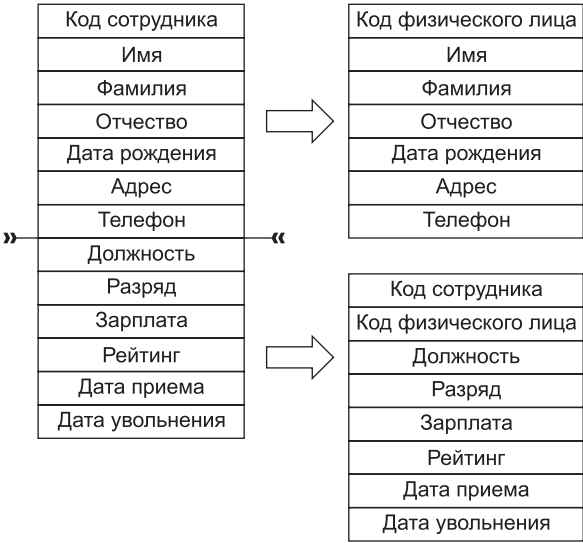 Код сотрудника
Имя
Фамилия
Отчество
Дата рождения
Адрес
Телефон
»
«
Должность
Разряд
Зарплата
Рейтинг
Дата приема
Дата увольнения
Код физического лица
Имя
Фамилия
Отчество
Дата рождения
Адрес
Телефон
Код сотрудника
Код физического лица
Должность
Разряд
Зарплата
Рейтинг
Дата приема
Дата увольнения